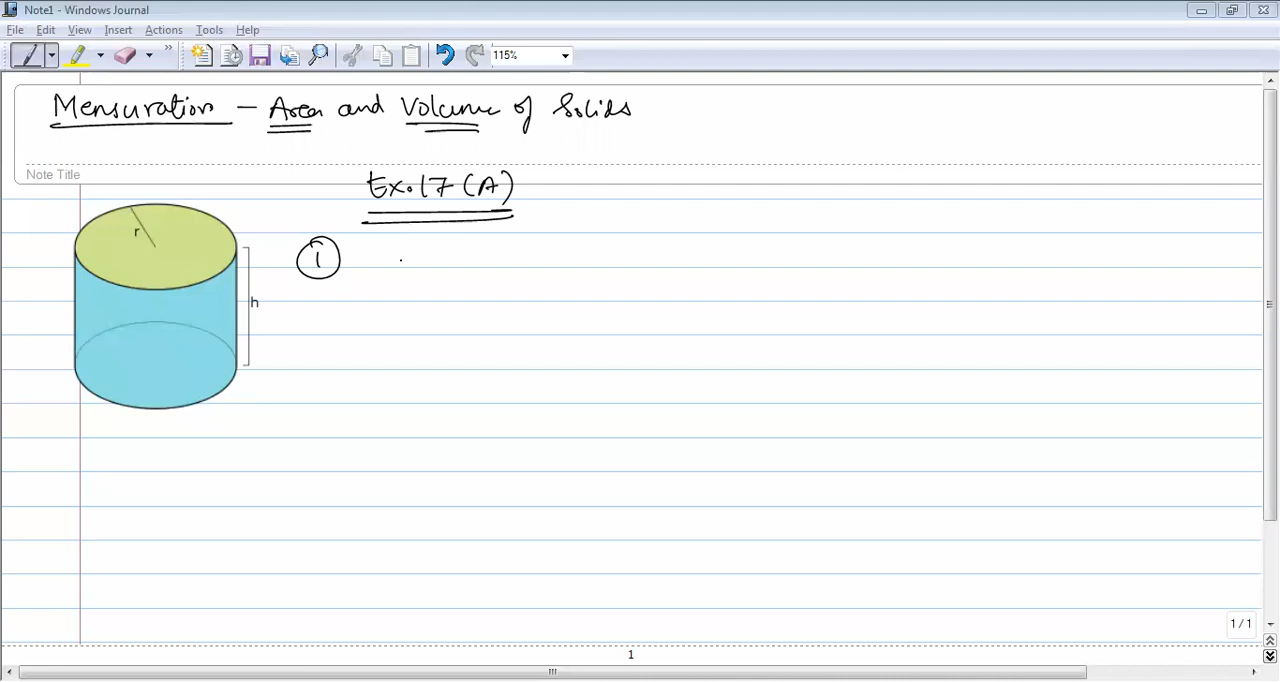 Note1 - Windows Journal
File Edit View Insert Actions Tools Help
» 115%
Mensuration - Area and Volume of Solids
Note Title
Ex.17 (A)
r
1
h
1 / 1
1